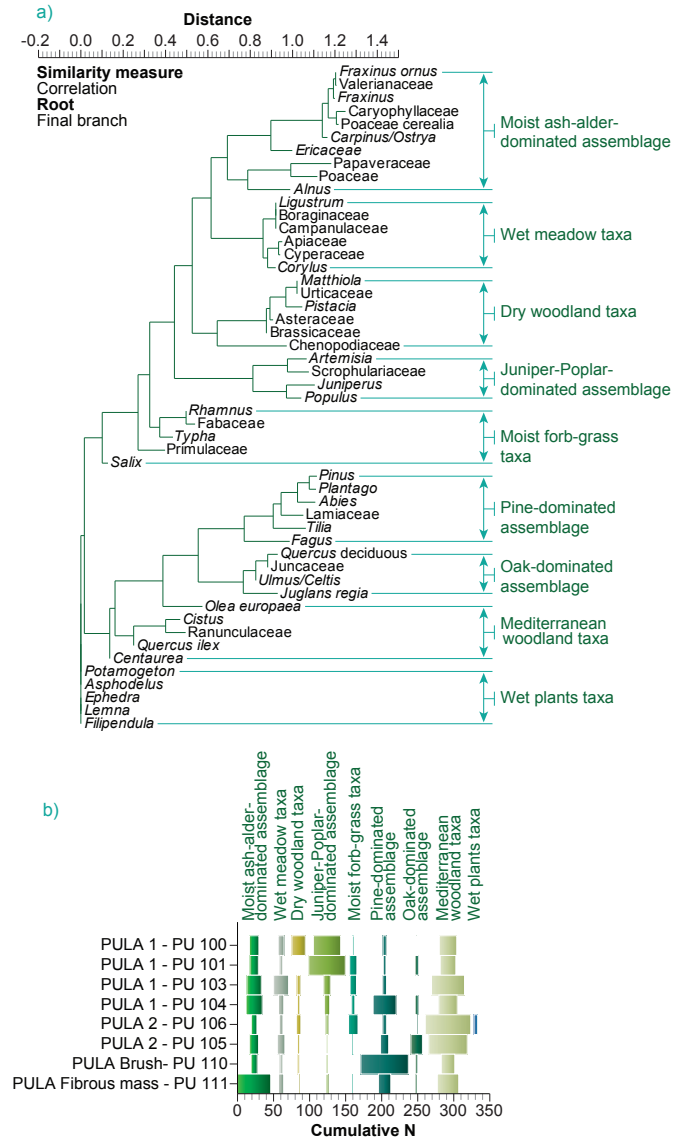 a)
Distance
-0.2 0.0 0.2 0.4 0.6 0.8 1.0 1.2 1.4
Similarity measure
Correlation
Root
Final branch
Fraxinus ornus
Valerianaceae
Fraxinus
Caryophyllaceae
Poaceae cerealia
Carpinus/Ostrya
Ericaceae
Papaveraceae
Poaceae
Alnus
Moist ash-alder-
dominated assemblage
Ligustrum
Boraginaceae
Campanulaceae
Apiaceae
Cyperaceae
Corylus
Wet meadow taxa
Matthiola
Urticaceae
Pistacia
Asteraceae
Brassicaceae
Chenopodiaceae
Dry woodland taxa
Artemisia
Scrophulariaceae
Juniperus
Populus
Juniper-Poplar-
dominated assemblage
Rhamnus
Fabaceae
Typha
Primulaceae
Salix
Moist forb-grass
taxa
Pinus
Plantago
Abies
Lamiaceae
Tilia
Fagus
Pine-dominated
assemblage
Quercus deciduous
Juncaceae
Ulmus/Celtis
Juglans regia
Oak-dominated
assemblage
Olea europaea
Cistus
Ranunculaceae
Quercus ilex
Centaurea
Mediterranean
woodland taxa
Potamogeton
Asphodelus
Ephedra
Lemna
Filipendula
Wet plants taxa
b)
Moist ash-alder-
dominated assemblage
Wet meadow taxa
Dry woodland taxa
Juniper-Poplar-
dominated assemblage
Moist forb-grass taxa
Pine-dominated
assemblage
Oak-dominated
assemblage
Mediterranean
woodland taxa
Wet plants taxa
PULA 1 - PU 100
PULA 1 - PU 101
PULA 1 - PU 103
PULA 1 - PU 104
PULA 2 - PU 106
PULA 2 - PU 105
PULA Brush- PU 110
PULA Fibrous mass - PU 111
0 50 100 150 200 250 300 350
Cumulative N